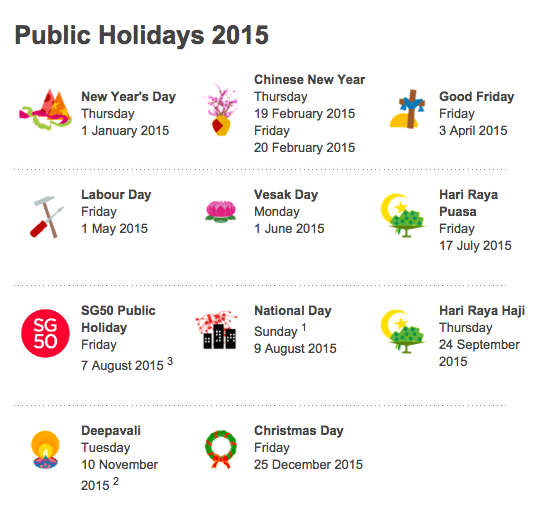 Public Holidays 2015
New Year's Day
Thursday
1 January 2015
Chinese New Year
Thursday
19 February 2015
Friday
20 February 2015
Good Friday
Friday
3 April 2015
Labour Day
Friday
1 May 2015
Vesak Day
Monday
1 June 2015
Hari Raya
Puasa
Friday
17 July 2015
SG
50
SG50 Public
Holiday
Friday
7 August 2015 3
National Day
Sunday 1
9 August 2015
Hari Raya Haji
Thursday
24 September
2015
Deepavali
Tuesday
10 November
2015 2
Christmas Day
Friday
25 December 2015